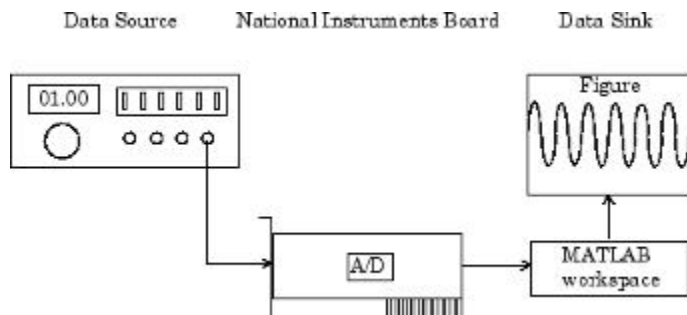 Data Source
National Instruments Board
Data Sink
01.00
Figure
A/D
MATLAB
workspace